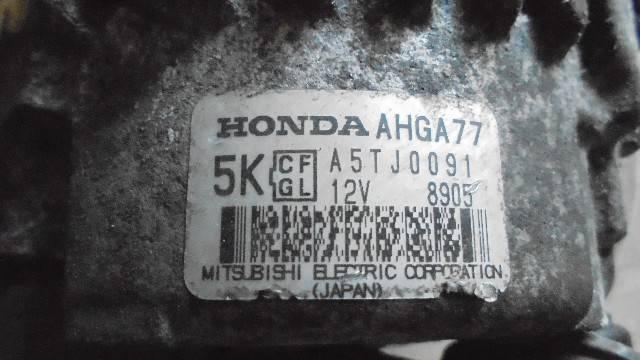 HONDA AHGA77
5K CF GL A5TJ0091
12V 8905
MITSUBISHI ELECTRIC CORPORATION
(JAPAN)